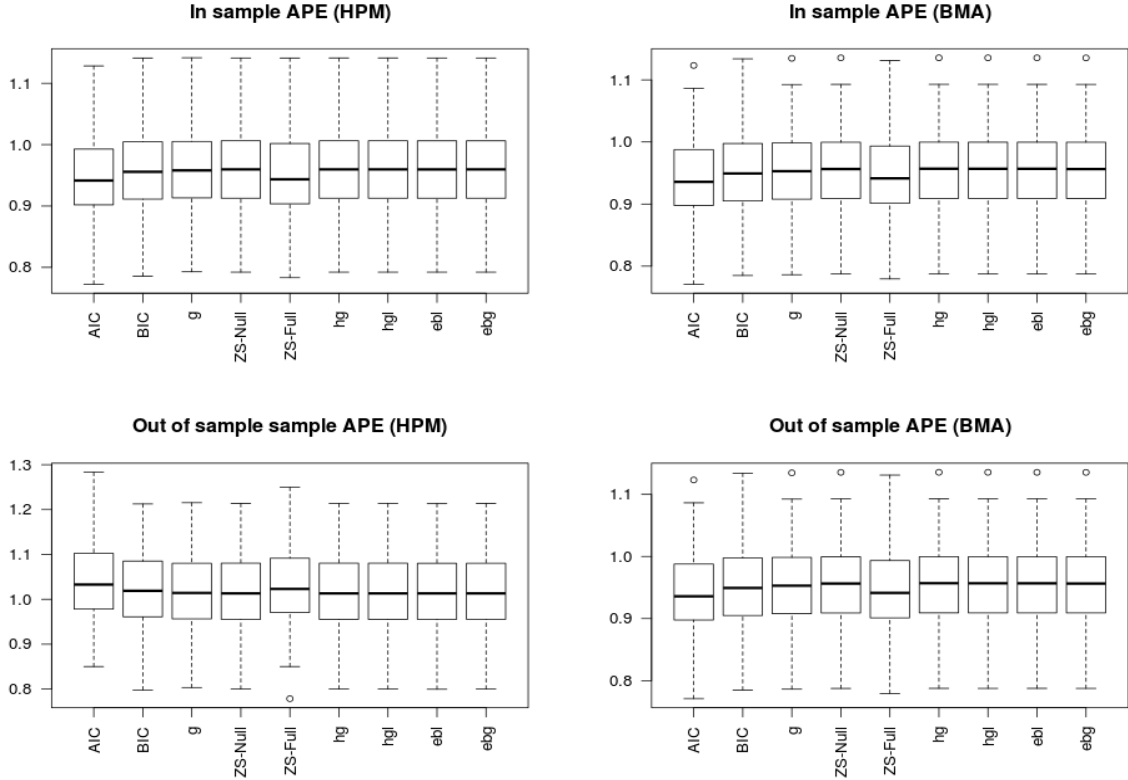 In sample APE (HPM)
1.1
1.0
0.9
0.8
AIC
BIC
g
ZS-Null
ZS-Full
hg
hgl
ebl
ebg
In sample APE (BMA)
1.1
1.0
0.9
0.8
AIC
BIC
g
ZS-Null
ZS-Full
hg
hgl
ebl
ebg
Out of sample sample APE (HPM)
1.3
1.2
1.1
1.0
0.9
0.8
AIC
BIC
g
ZS-Null
ZS-Full
hg
hgl
ebl
ebg
Out of sample APE (BMA)
1.1
1.0
0.9
0.8
AIC
BIC
g
ZS-Null
ZS-Full
hg
hgl
ebl
ebg